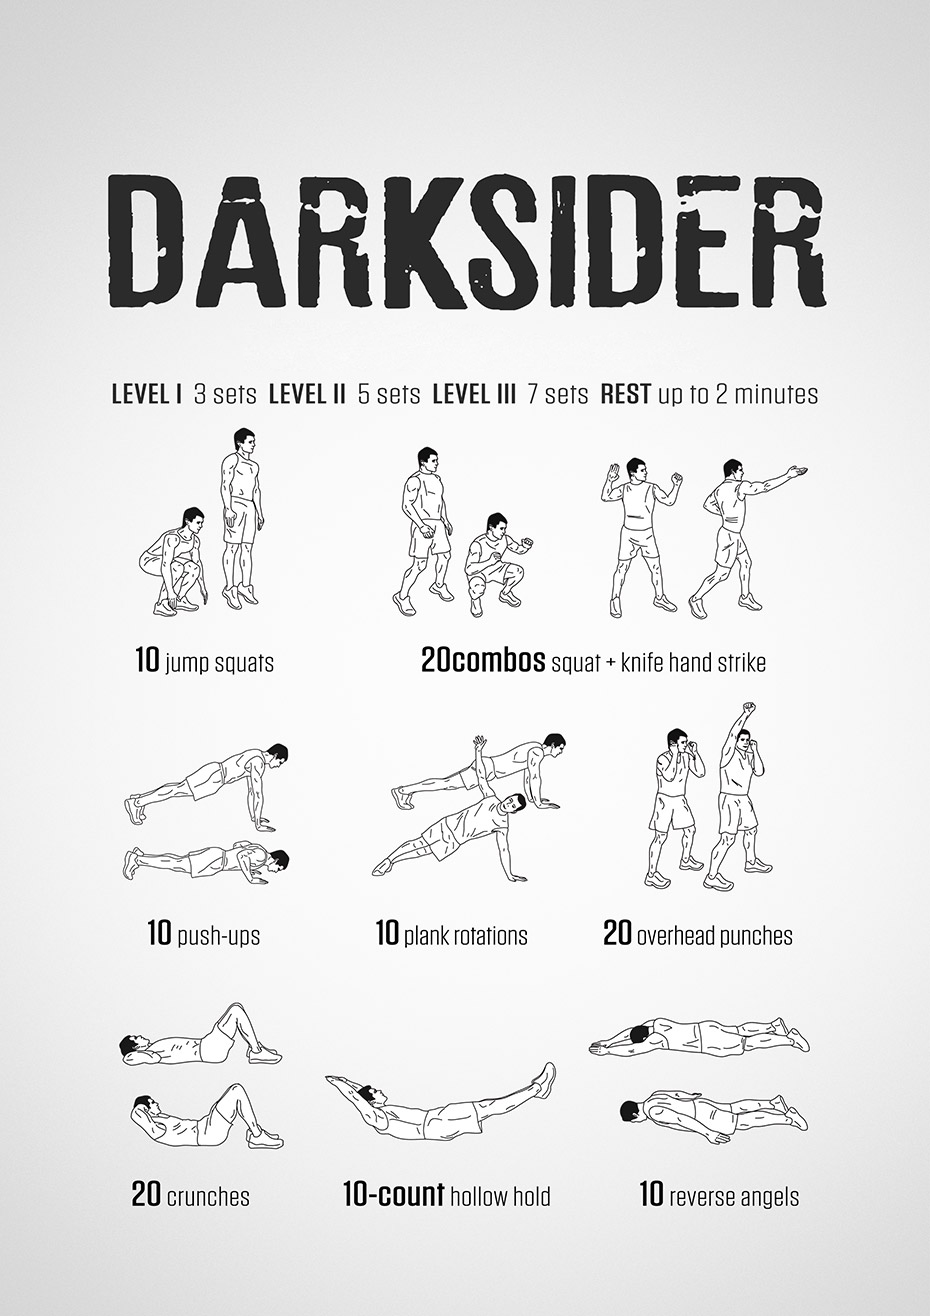 DARKSIDER
LEVEL I 3 sets LEVEL II 5 sets LEVEL III 7 sets REST up to 2 minutes
10 jump squats
20combos squat + knife hand strike
10 push-ups
10 plank rotations
20 overhead punches
20 crunches
10-count hollow hold
10 reverse angels